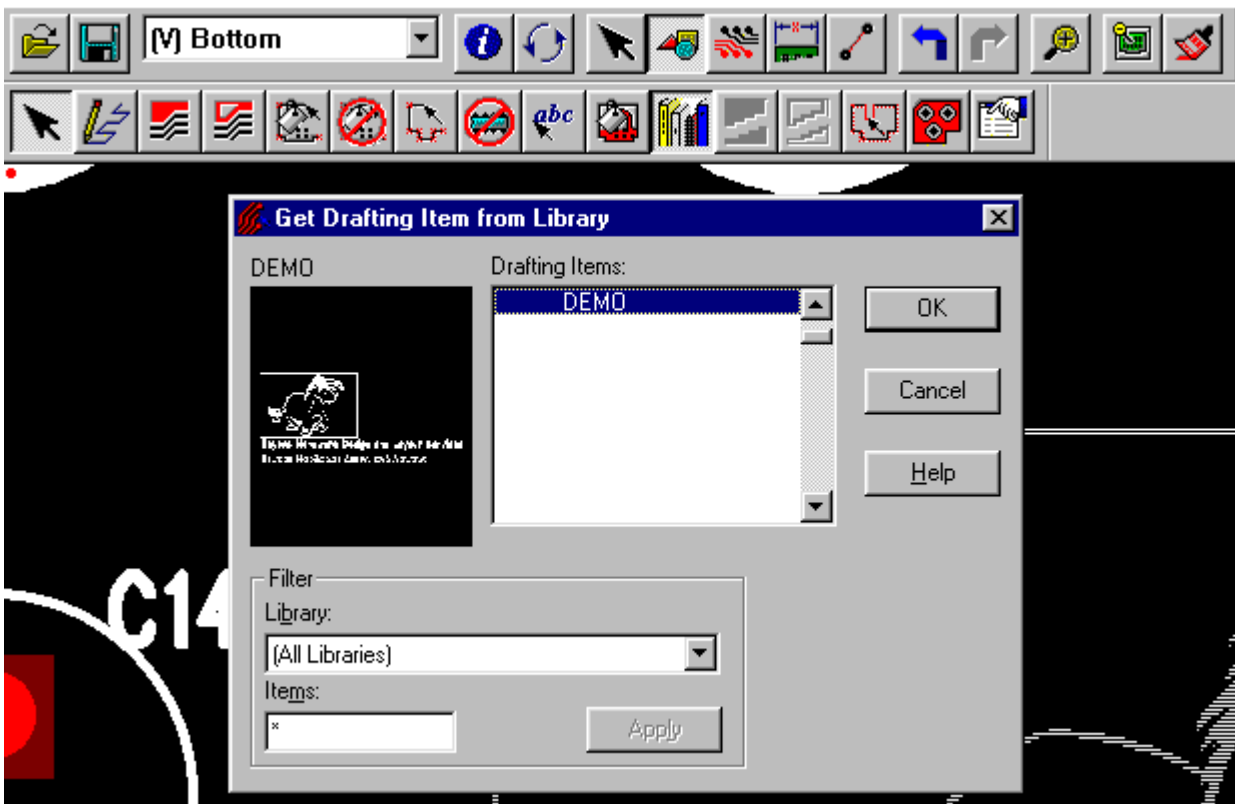 (V) Bottom
abc
Get Drafting Item from Library
DEMO
Drafting Items:
DEMO
OK
Cancel
Help
C14
Filter
Library:
(All Libraries)
Items:
*
Apply